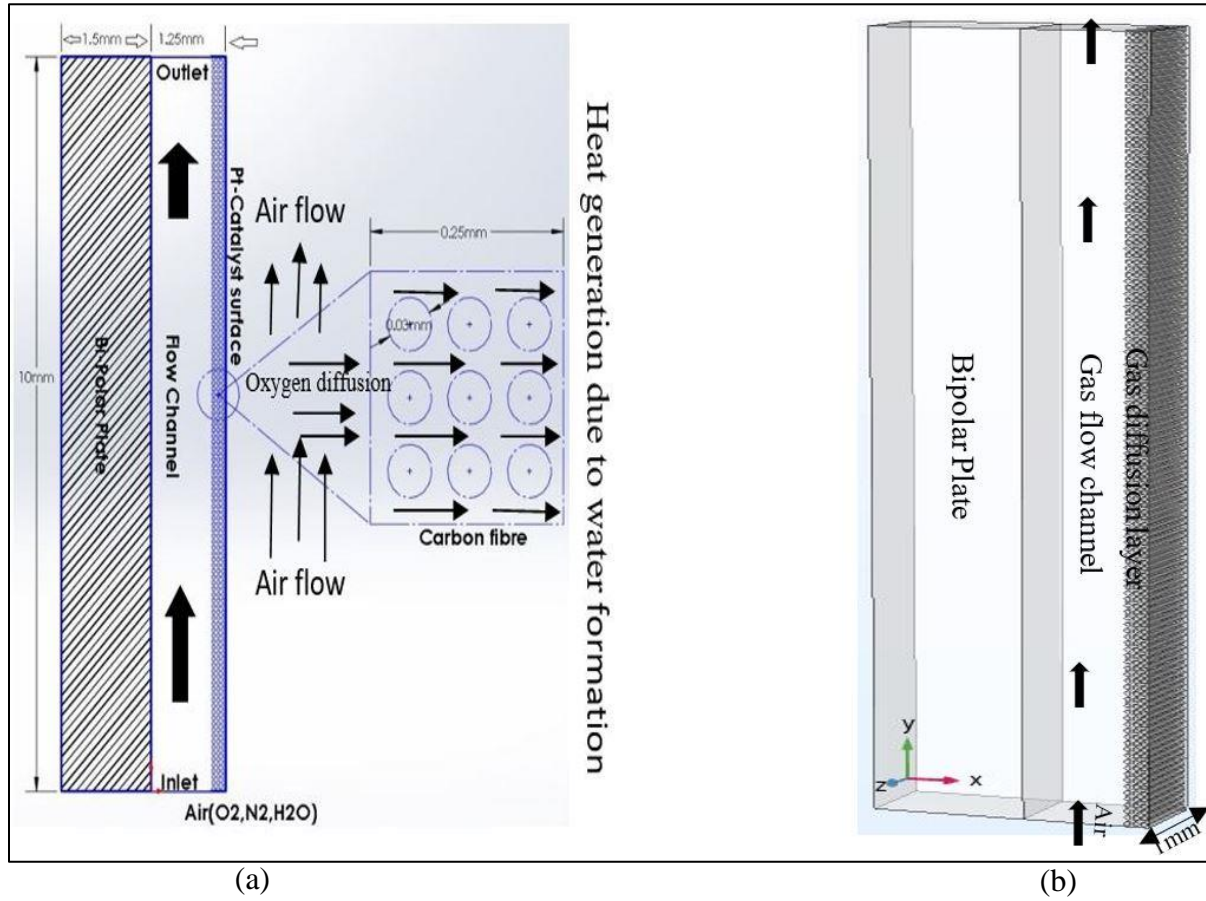 1.5mm
1.25mm
Outlet
10mm
Bi-Polar Plate
Flow Channel
Pt-Catalyst surface
Inlet
Air(O2,N2,H2O)
Air flow
Oxygen diffusion
Air flow
0.25mm
0.03mm
Carbon fibre
Heat generation due to water formation
(a)
Bipolar Plate
Gas flow channel
Gas diffusion layer
y
z
x
Air
1mm
(b)